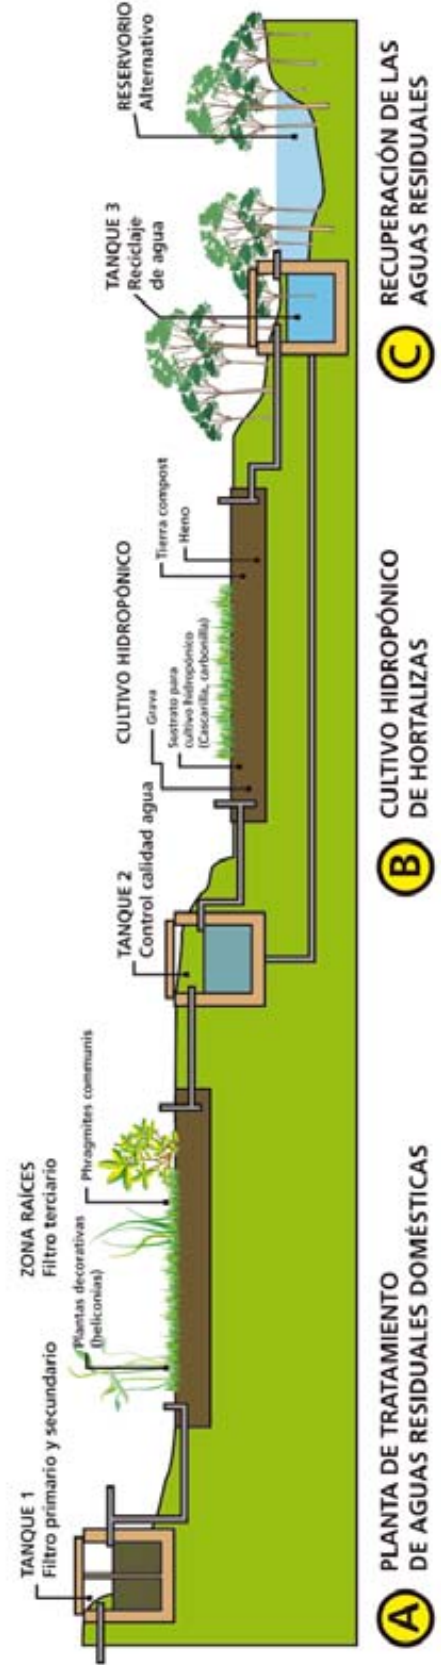 TANQUE 1
Filtro primario y secundario
ZONA RAÍCES
Filtro terciario
Plantas decorativas
(heliconias)
Phragmites communis
TANQUE 2
Control calidad agua
CULTIVO HIDROPÓNICO
Grava
Sustrato para
cultivo hidropónico
(Cascarilla, carbonilla)
Tierra compost
Heno
TANQUE 3
Reciclaje
de agua
RESERVORIO
Alternativo
A
PLANTA DE TRATAMIENTO
DE AGUAS RESIDUALES DOMÉSTICAS
B
CULTIVO HIDROPÓNICO
DE HORTALIZAS
C
RECUPERACIÓN DE LAS
AGUAS RESIDUALES